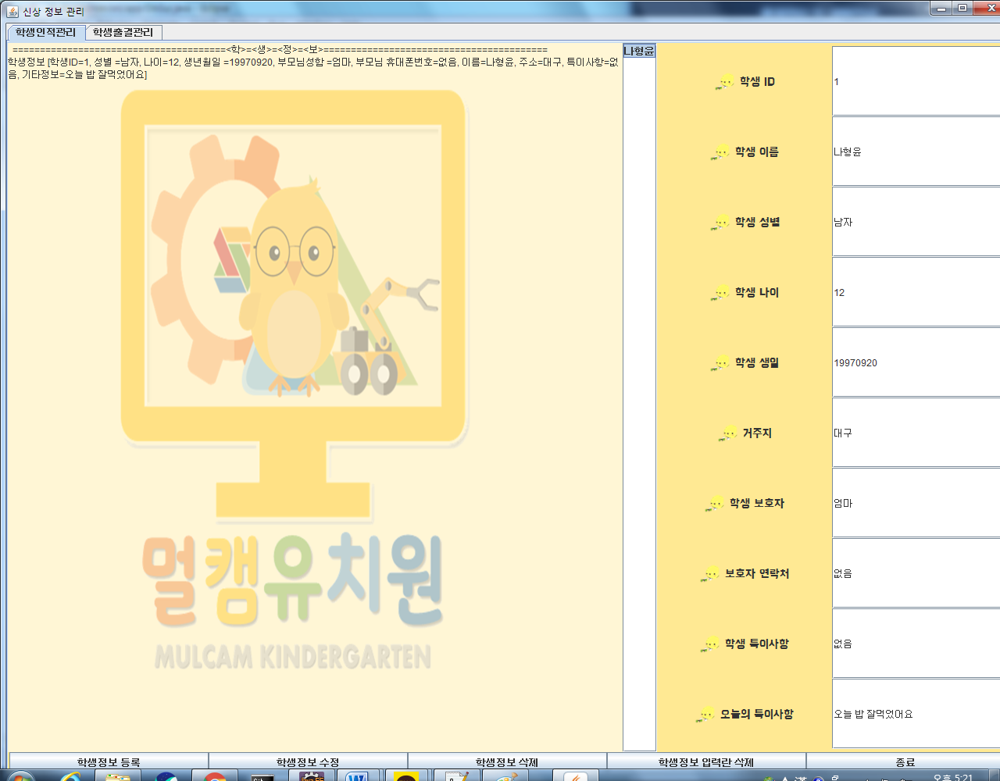 신상 정보 관리
학생인적관리 학생출결관리
=======================================<학>=<생>=<정>=<보>=========================================
학생정보 [학생ID=1, 성별 =남자, 나이=12, 생년월일 =19970920, 부모님성함 =엄마, 부모님 휴대폰번호=없음, 이름=나형윤, 주소=대구, 특이사항=없
음, 기타정보=오늘 밥 잘먹었어요]
나형윤
학생 ID 1
학생 이름 나형윤
학생 성별 남자
학생 나이 12
학생 생일 19970920
거주지 대구
학생 보호자 엄마
보호자 연락처 없음
학생 특이사항 없음
오늘의 특이사항 오늘 밥 잘먹었어요
멀캠유치원
MULCAM KINDERGARTEN
학생정보 등록 학생정보 수정 학생정보 삭제 학생정보 입력란 삭제 종료
오후 5:21